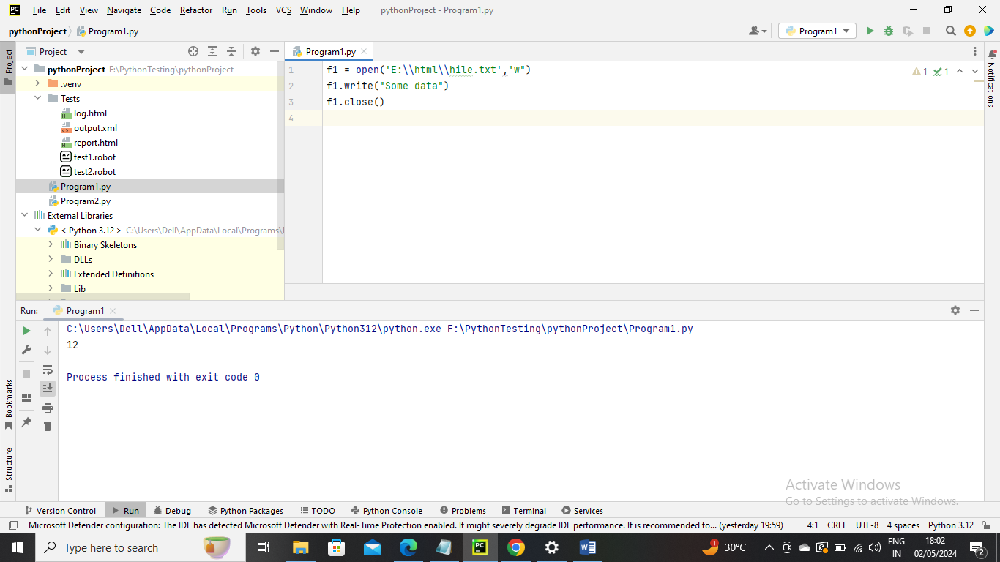 PC File Edit View Navigate Code Refactor Run Tools VCS Window Help pythonProject - Program1.py
pythonProject Program1.py Program1
Project
Project
Program1.py
Notifications
pythonProject F:\PythonTesting\pythonProject
.venv
Tests
log.html
output.xml
report.html
test1.robot
test2.robot
Program1.py
Program2.py
External Libraries
< Python 3.12 > C:\Users\Dell\AppData\Local\Programs\
Binary Skeletons
DLLs
Extended Definitions
Lib
1 f1 = open('E:\\html\\hile.txt',"w")
2 f1.write("Some data")
3 f1.close()
4
1 1
Run: Program1
C:\Users\Dell\AppData\Local\Programs\Python\Python312\python.exe F:\PythonTesting\pythonProject\Program1.py
12
Process finished with exit code 0
Bookmarks
Structure
Activate Windows
Go to Settings to activate Windows.
Version Control Run Debug Python Packages TODO Python Console Problems Terminal Services
Microsoft Defender configuration: The IDE has detected Microsoft Defender with Real-Time Protection enabled. It might severely degrade IDE performance. It is recommended to... (yesterday 19:59) 4:1 CRLF UTF-8 4 spaces Python 3.12
Type here to search PC W 1 30°C ENG 18:02
IN 02/05/2024 2